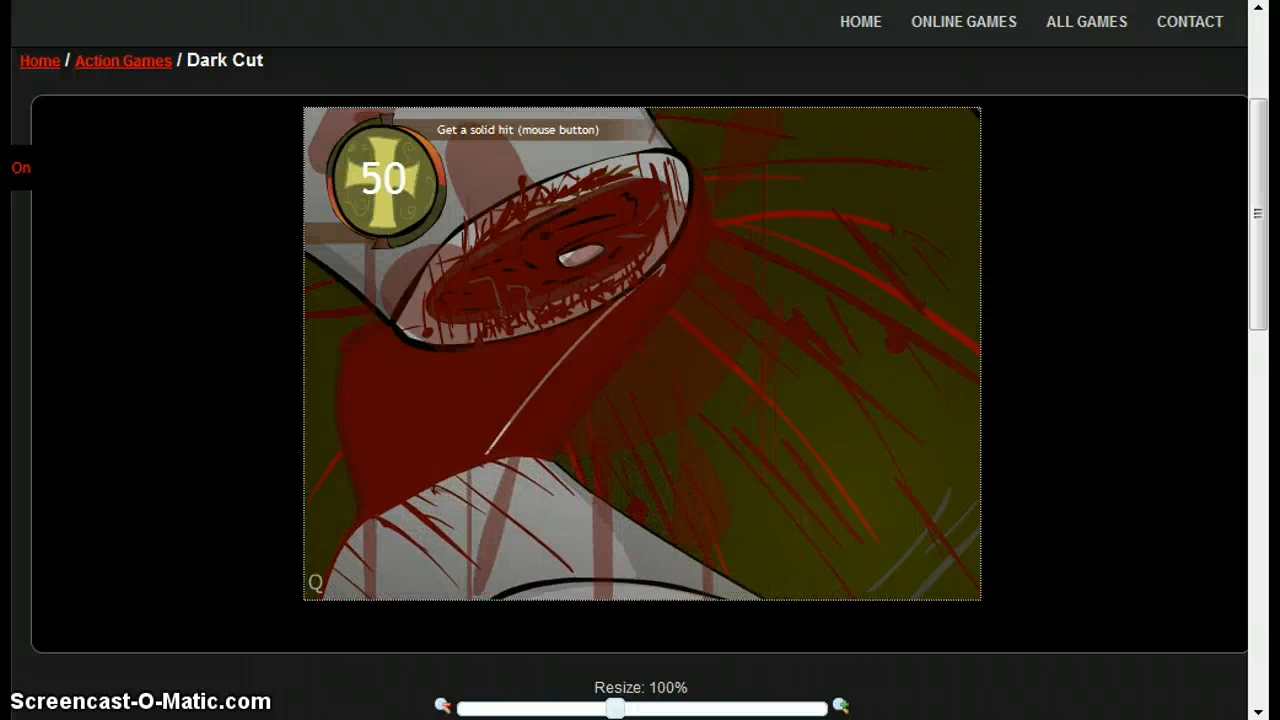 HOME ONLINE GAMES ALL GAMES CONTACT
Home / Action Games / Dark Cut
Get a solid hit (mouse button)
50
On
Q
Resize: 100%
Screencast-O-Matic.com